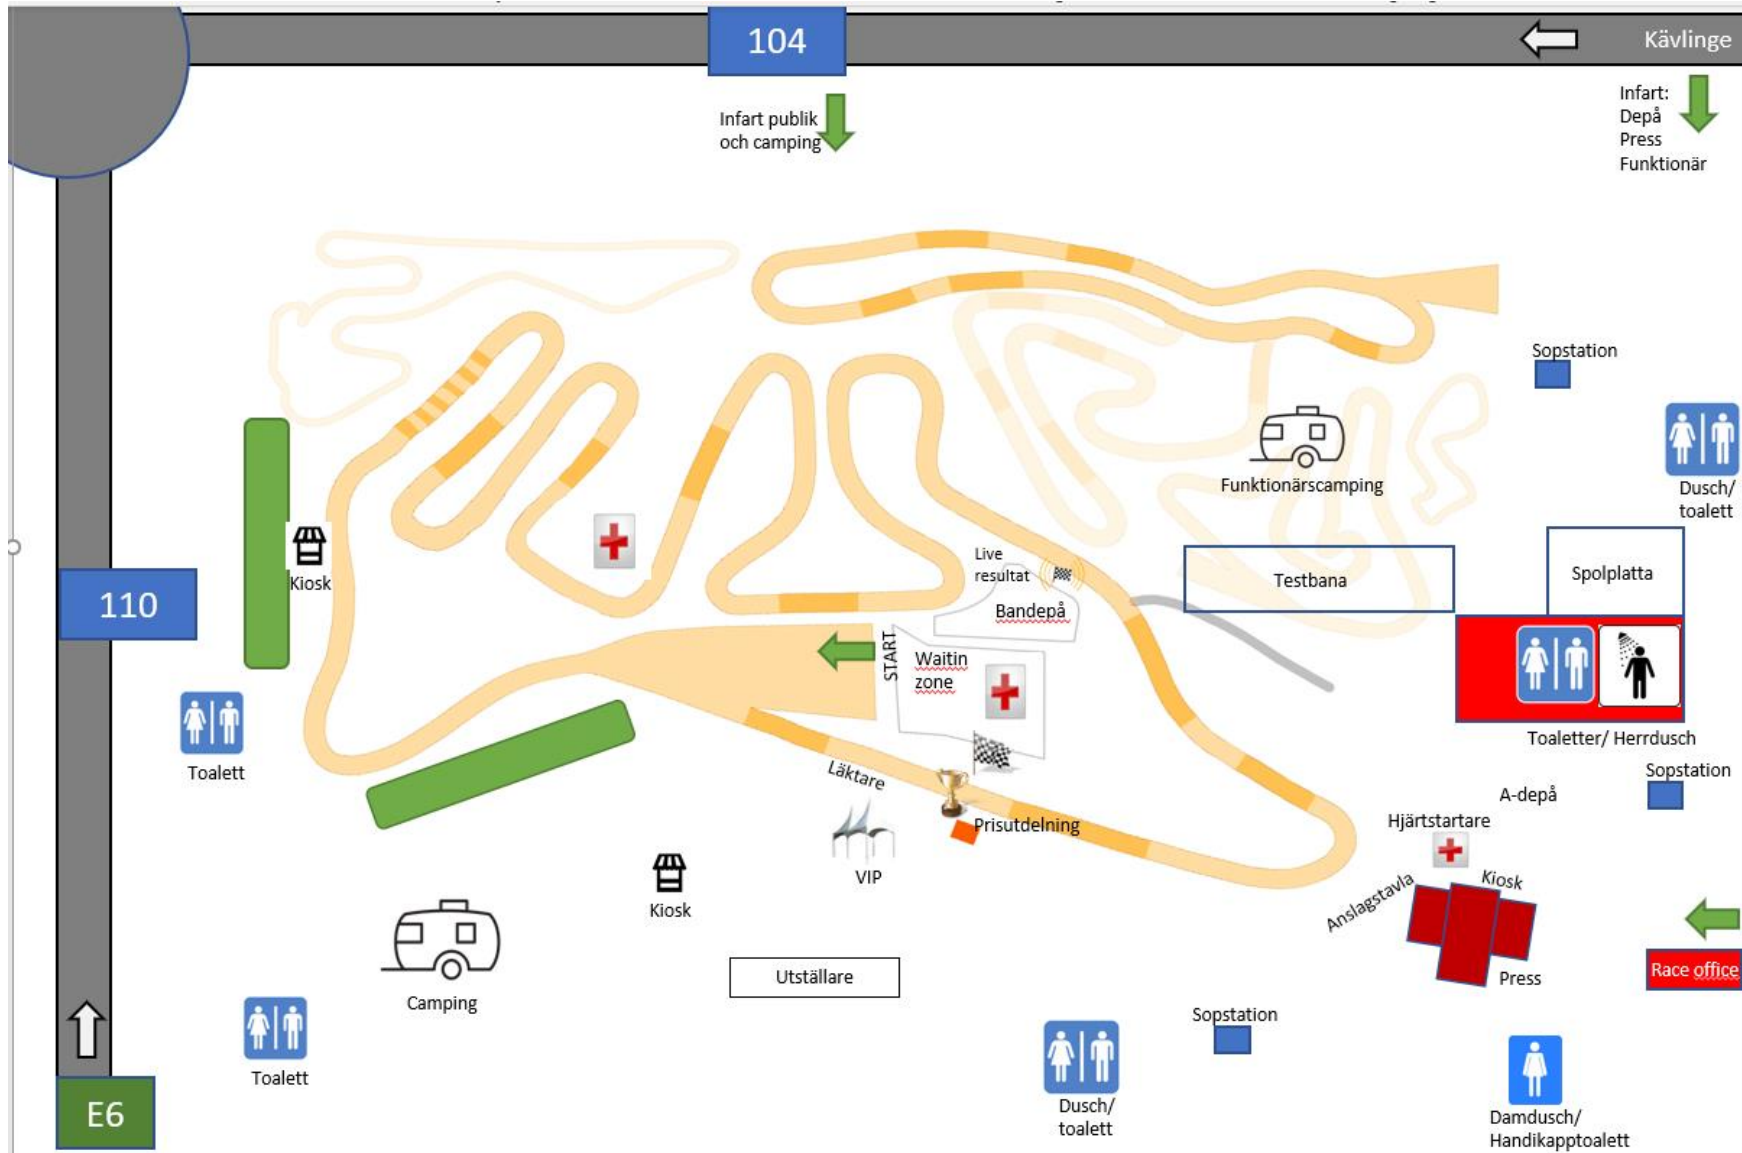 104
Kävlinge
Infart publik
och camping
Infart:
Depå
Press
Funktionär
Sopstation
Funktionärscamping
Dusch/
toalett
Kiosk
Live
resultat
Bandepå
Testbana
Spolplatta
110
START
Waitin
zone
Toalett
Toaletter/ Herrdusch
Sopstation
A-depå
Läktare
Prisutdelning
Hjärtstartare
VIP
Kiosk
Anslagstavla
Kiosk
Press
Race office
Utställare
Camping
Sopstation
Toalett
E6
Dusch/
toalett
Damdusch/
Handikapptoalett